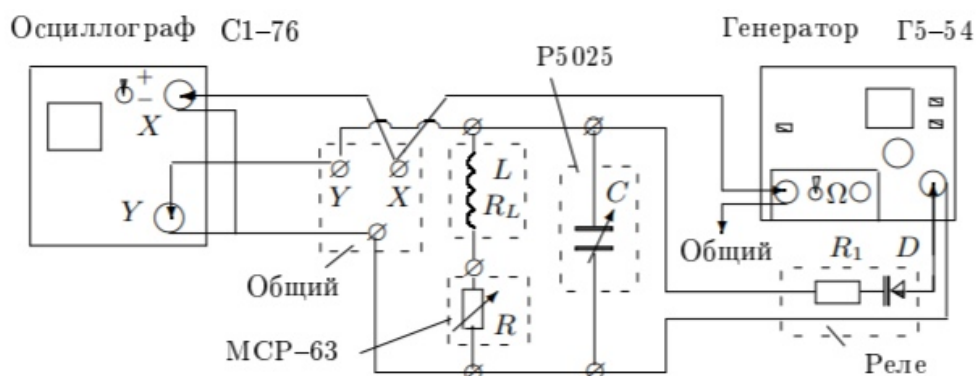 Осциллограф С1–76
Генератор Г5–54
Р5025
+
−
X
Y
Y
X
L
R_L
C
Ω
Общий
R_1
D
Общий
R
МСР–63
Реле